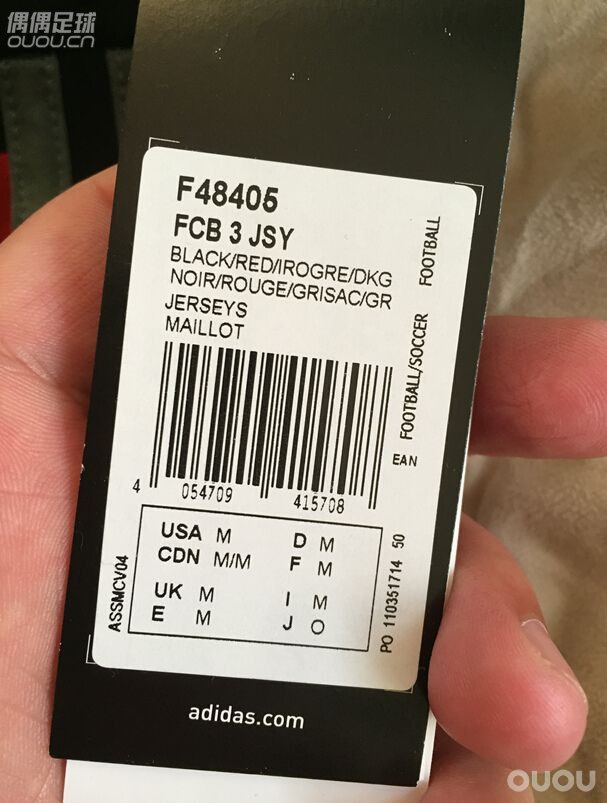 偶偶足球
OUOU.CN
F48405
FCB 3 JSY
BLACK/RED/IROGRE/DKG
NOIR/ROUGE/GRISAC/GR
JERSEYS
MAILLOT
FOOTBALL
FOOTBALL/SOCCER
EAN
4 054709 415708
USA M D M
CDN M/M F M
UK M I M
E M J O
ASSMCV04
PO 110351714 50
adidas.com
OUOU